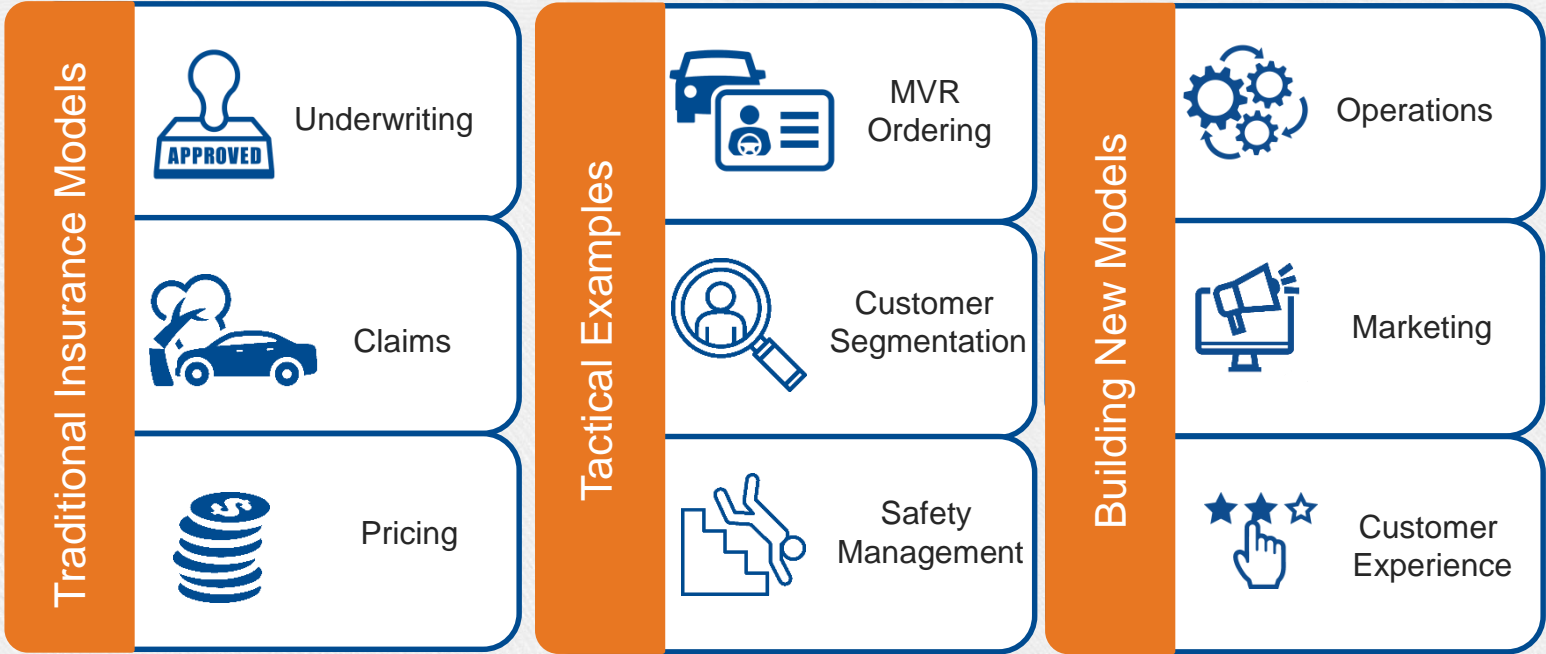 Traditional Insurance Models
APPROVED
Underwriting
Claims
$
Pricing
Tactical Examples
MVR
Ordering
Customer
Segmentation
Safety
Management
Building New Models
Operations
Marketing
Customer
Experience